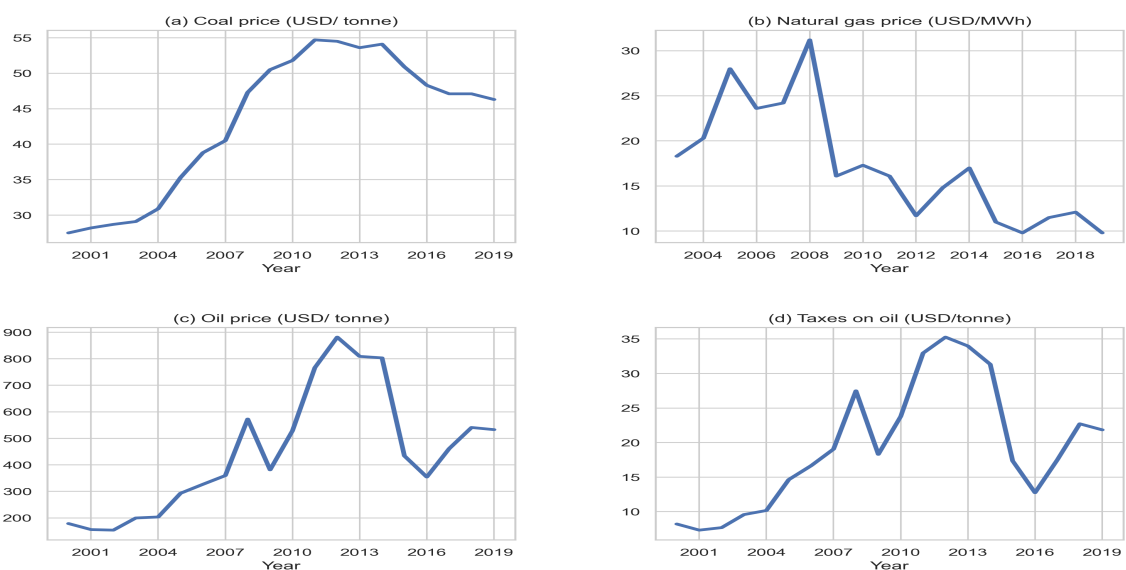 (a) Coal price (USD/ tonne)
55
50
45
40
35
30
2001 2004 2007 2010 2013 2016 2019
Year
(b) Natural gas price (USD/MWh)
30
25
20
15
10
2004 2006 2008 2010 2012 2014 2016 2018
Year
(c) Oil price (USD/ tonne)
900
800
700
600
500
400
300
200
2001 2004 2007 2010 2013 2016 2019
Year
(d) Taxes on oil (USD/tonne)
35
30
25
20
15
10
2001 2004 2007 2010 2013 2016 2019
Year